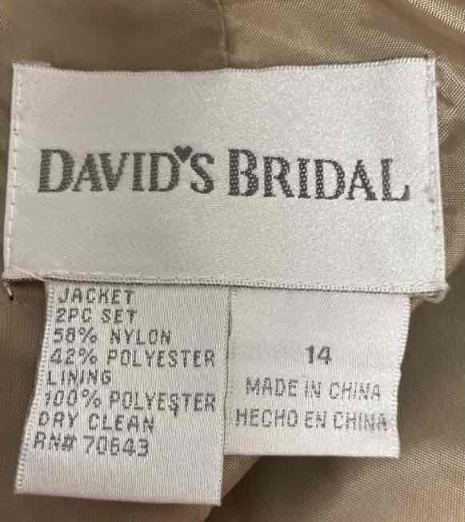 DAVID'S BRIDAL
JACKET
2PC SET
58% NYLON
42% POLYESTER
LINING
100% POLYESTER
DRY CLEAN
RN# 70643
14
MADE IN CHINA
HECHO EN CHINA